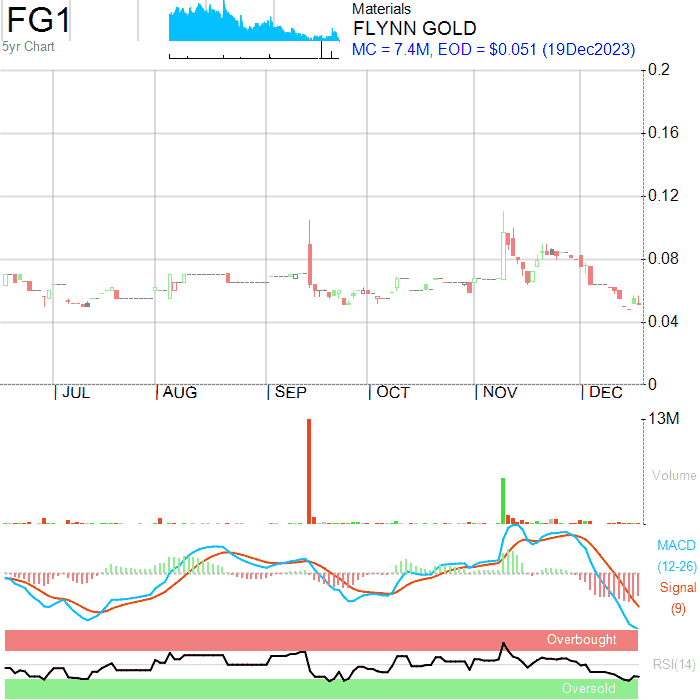 FG1
5yr Chart
Materials
FLYNN GOLD
MC = 7.4M, EOD = $0.051 (19Dec2023)
0.2
0.16
0.12
0.08
0.04
0
JUL AUG SEP OCT NOV DEC
13M
Volume
MACD
(12-26)
Signal
(9)
Overbought
RSI(14)
Oversold